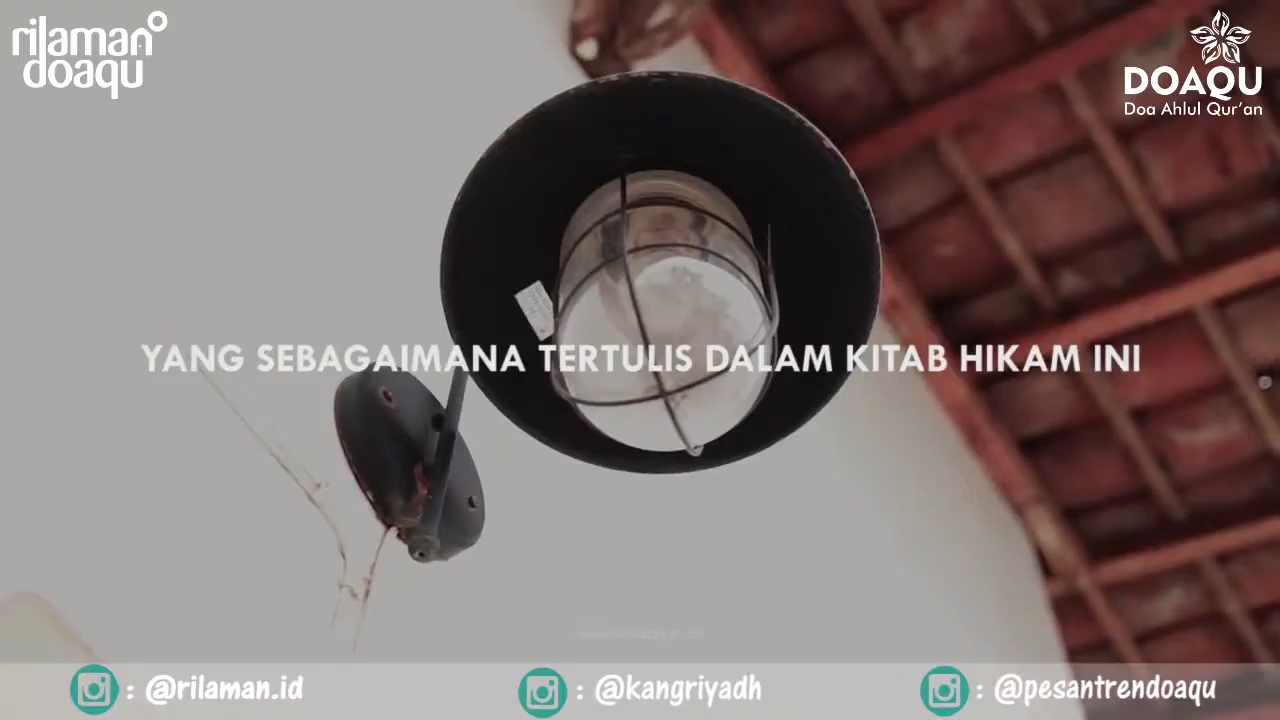 rilaman
doaqu
DOAQU
Doa Ahlul Qur'an
YANG SEBAGAIMANA TERTULIS DALAM KITAB HIKAM INI
: @rilaman.id
: @kangriyadh
: @pesantrendoaqu